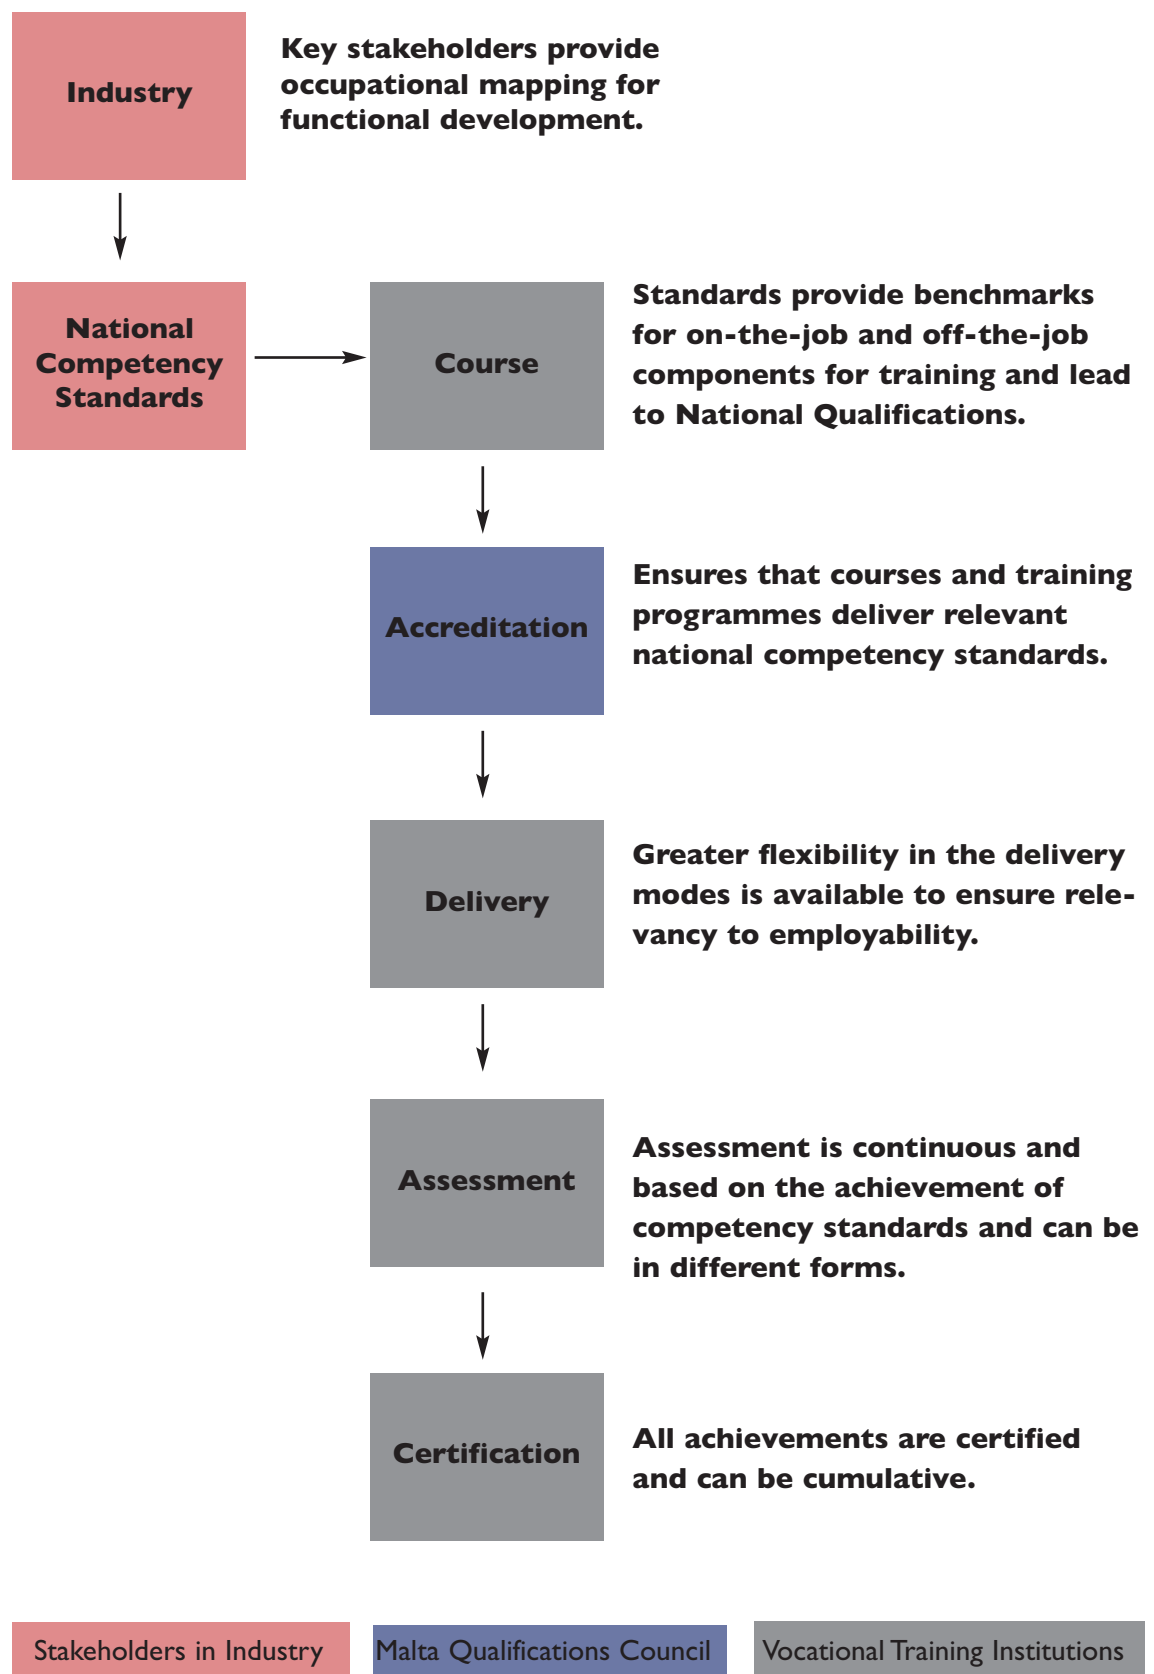 Industry
Key stakeholders provide
occupational mapping for
functional development.
National
Competency
Standards
Course
Standards provide benchmarks
for on-the-job and off-the-job
components for training and lead
to National Qualifications.
Accreditation
Ensures that courses and training
programmes deliver relevant
national competency standards.
Delivery
Greater flexibility in the delivery
modes is available to ensure rele-
vancy to employability.
Assessment
Assessment is continuous and
based on the achievement of
competency standards and can be
in different forms.
Certification
All achievements are certified
and can be cumulative.
Stakeholders in Industry
Malta Qualifications Council
Vocational Training Institutions